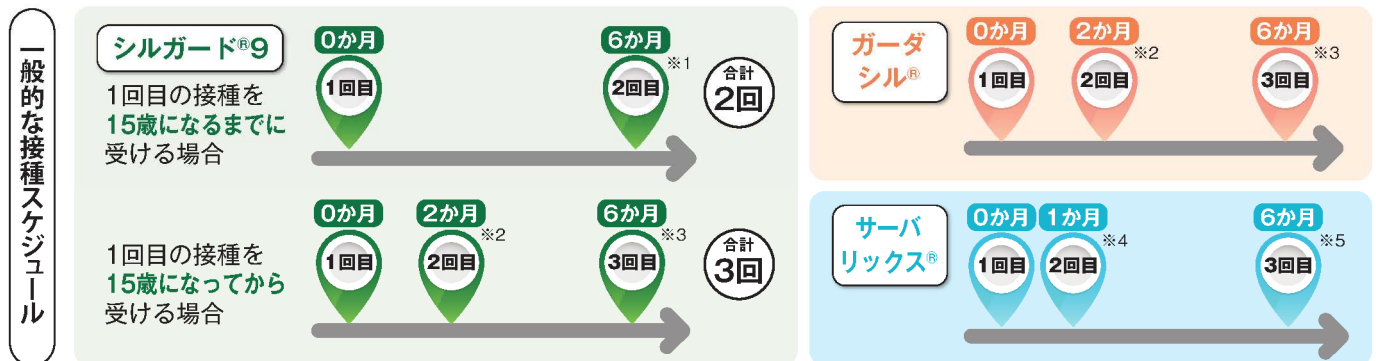 一般的な接種スケジュール
シルガード®9
1回目の接種を
15歳になるまでに
受ける場合
0か月
1回目
6か月
※1
2回目
合計
2回
1回目の接種を
15歳になってから
受ける場合
0か月
1回目
2か月
※2
2回目
6か月
※3
3回目
合計
3回
ガーダ
シル®
0か月
1回目
2か月
※2
2回目
6か月
※3
3回目
サーバ
リックス®
0か月
1回目
1か月
※4
2回目
6か月
※5
3回目